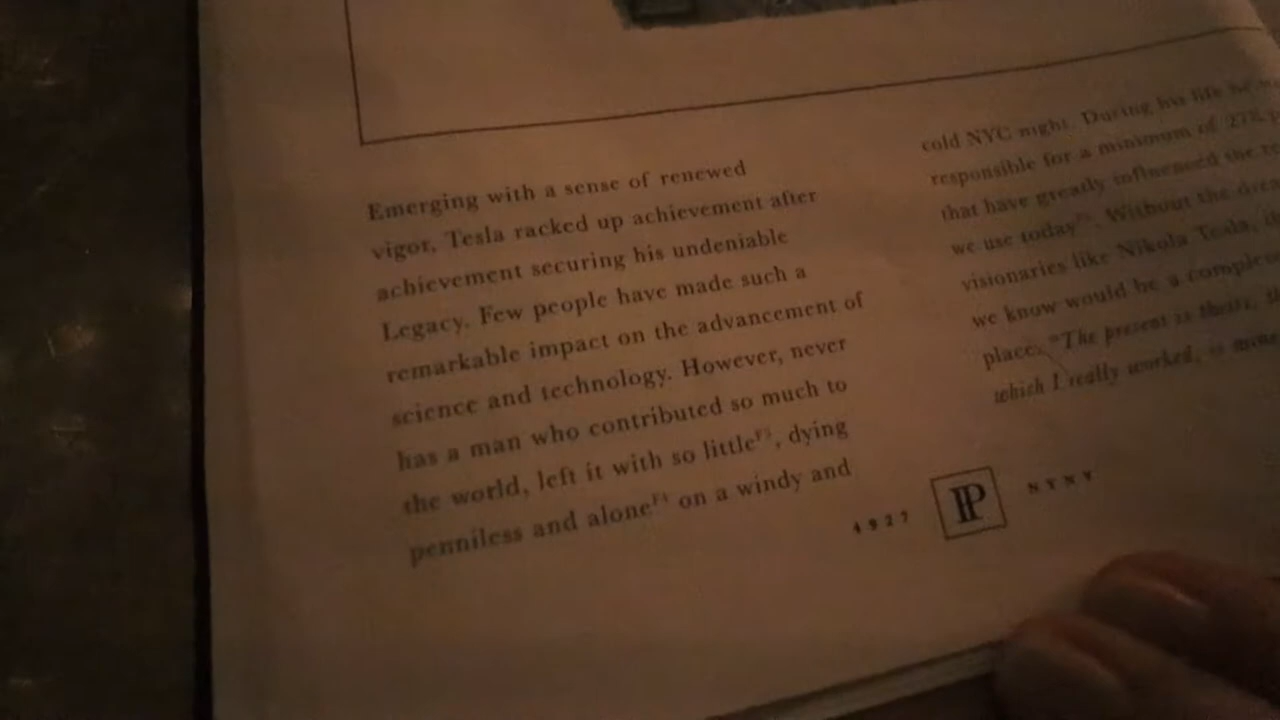 Emerging with a sense of renewed
vigor, Tesla racked up achievement after
achievement securing his undeniable
Legacy. Few people have made such a
remarkable impact on the advancement of
science and technology. However, never
has a man who contributed so much to
the world, left it with so little, dying
penniless and alone on a windy and
cold NYC night. During his life he
responsible for a minimum of
that have greatly influenced the
we use today. Without the
visionaries like Nikola Tesla,
we know would be a
place. "The present is theirs,
which I really worked, is mine
4927 PP NYNY